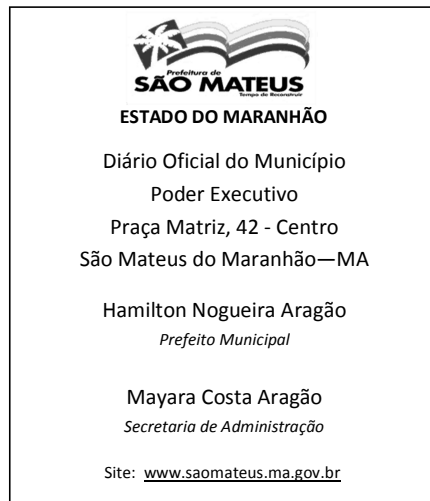 Prefeitura de
SÃO MATEUS
Tempo de Reconstruir
ESTADO DO MARANHÃO
Diário Oficial do Município
Poder Executivo
Praça Matriz, 42 - Centro
São Mateus do Maranhão—MA
Hamilton Nogueira Aragão
Prefeito Municipal
Mayara Costa Aragão
Secretaria de Administração
Site: www.saomateus.ma.gov.br